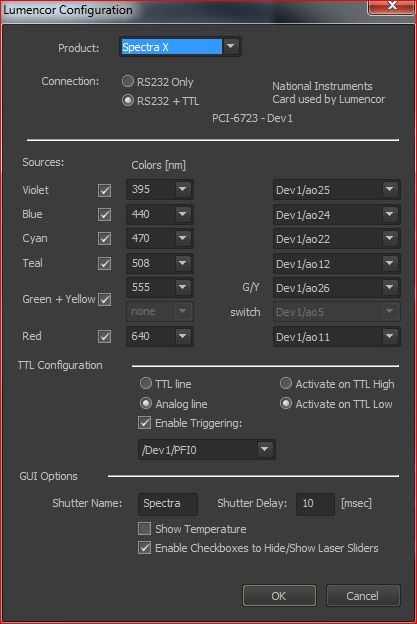 Lumencor Configuration
Product: Spectra X
Connection: RS232 Only
RS232 + TTL
National Instruments
Card used by Lumencor
PCI-6723 - Dev1
Sources: Colors [nm]
Violet 395 Dev1/ao25
Blue 440 Dev1/ao24
Cyan 470 Dev1/ao22
Teal 508 Dev1/ao12
Green + Yellow 555 G/Y Dev1/ao26
none switch Dev1/ao5
Red 640 Dev1/ao11
TTL Configuration
TTL line Activate on TTL High
Analog line Activate on TTL Low
Enable Triggering:
/Dev1/PFI0
GUI Options
Shutter Name: Spectra Shutter Delay: 10 [msec]
Show Temperature
Enable Checkboxes to Hide/Show Laser Sliders
OK Cancel